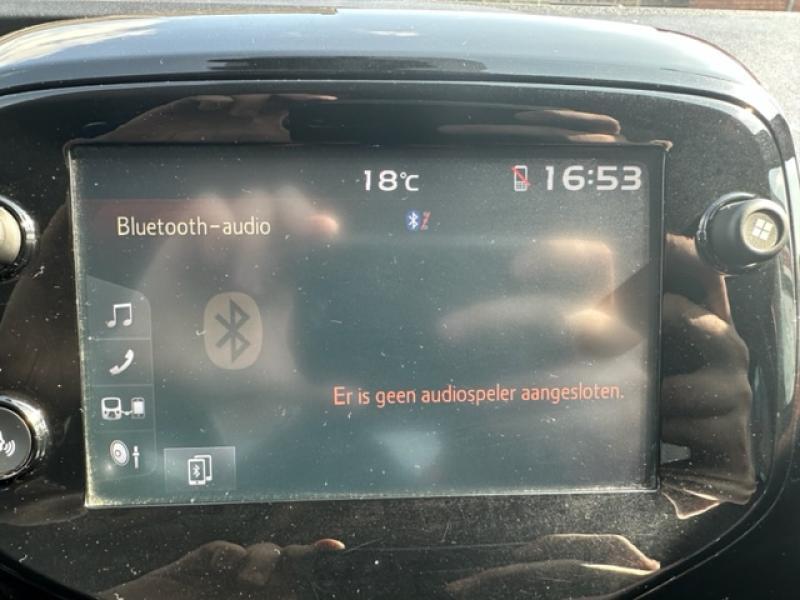 18°C
16:53
Bluetooth-audio
Er is geen audiospeler aangesloten.